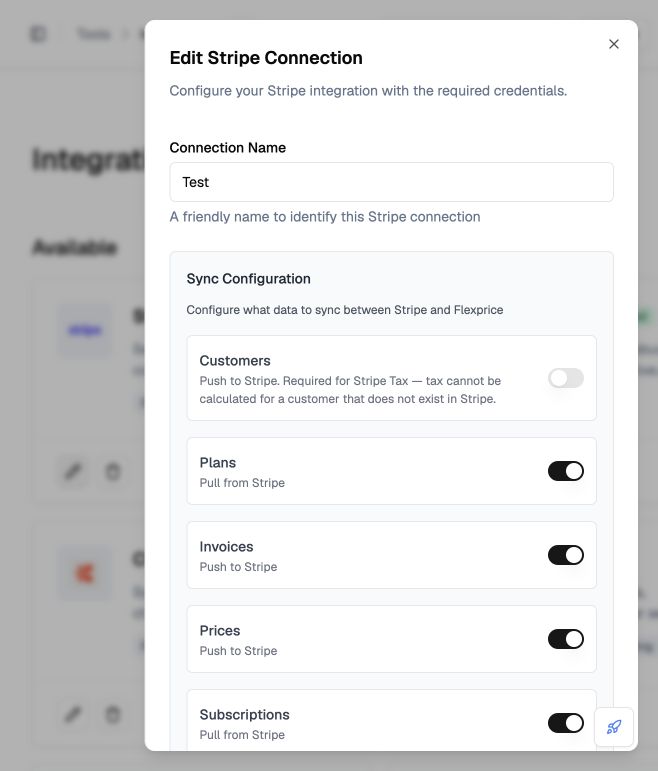 Tools
Edit Stripe Connection
Configure your Stripe integration with the required credentials.
Integrat
Connection Name
Test
A friendly name to identify this Stripe connection
Available
Sync Configuration
Configure what data to sync between Stripe and Flexprice
stripe
Customers
Push to Stripe. Required for Stripe Tax — tax cannot be
calculated for a customer that does not exist in Stripe.
Plans
Pull from Stripe
Invoices
Push to Stripe
Prices
Push to Stripe
Subscriptions
Pull from Stripe